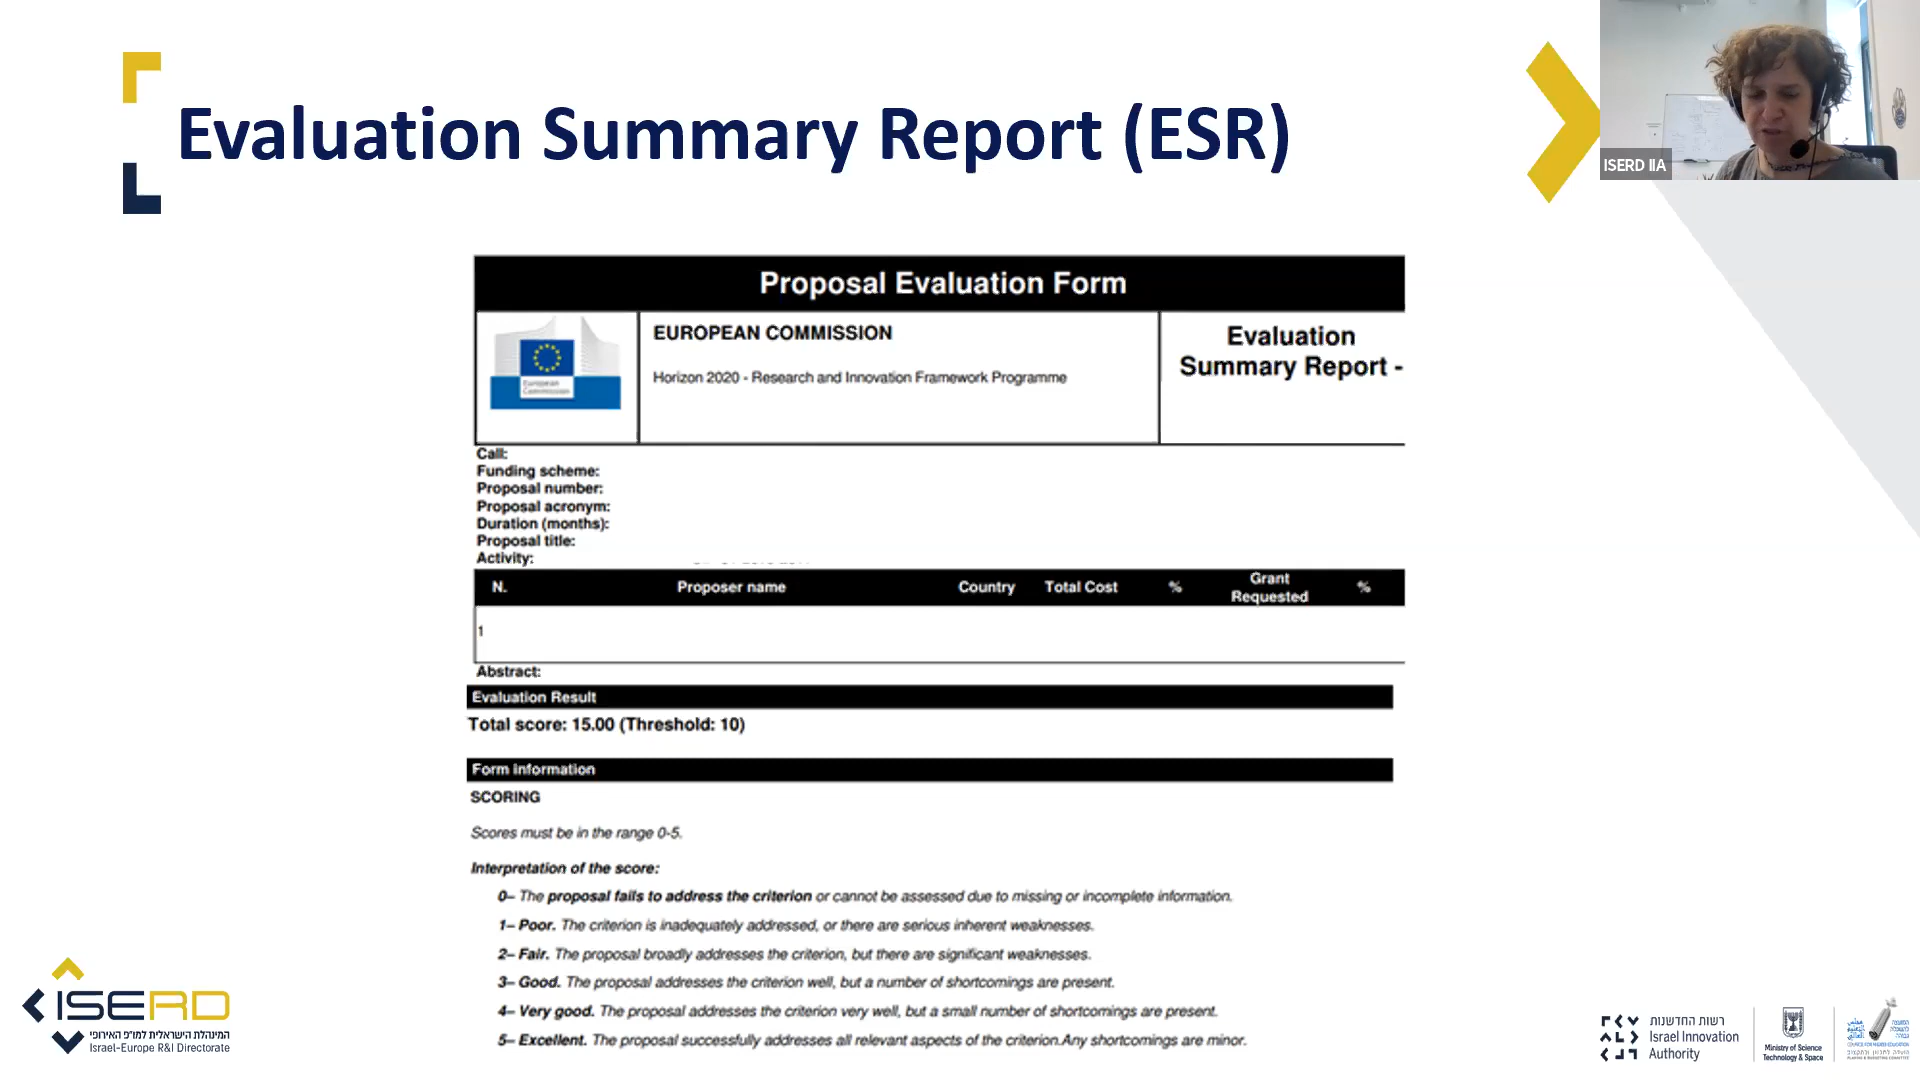 Evaluation Summary Report (ESR)
ISERD IIA
Proposal Evaluation Form
European
Commission
EUROPEAN COMMISSION
Horizon 2020 - Research and Innovation Framework Programme
Evaluation
Summary Report -
Call:
Funding scheme:
Proposal number:
Proposal acronym:
Duration (months):
Proposal title:
Activity:
N. Proposer name Country Total Cost % Grant Requested %
1
Abstract:
Evaluation Result
Total score: 15.00 (Threshold: 10)
Form information
SCORING
Scores must be in the range 0-5.
Interpretation of the score:
0– The proposal fails to address the criterion or cannot be assessed due to missing or incomplete information.
1– Poor. The criterion is inadequately addressed, or there are serious inherent weaknesses.
2– Fair. The proposal broadly addresses the criterion, but there are significant weaknesses.
3– Good. The proposal addresses the criterion well, but a number of shortcomings are present.
4– Very good. The proposal addresses the criterion very well, but a small number of shortcomings are present.
5– Excellent. The proposal successfully addresses all relevant aspects of the criterion.Any shortcomings are minor.
ISERD
המינהלת הישראלית למו"פ האירופי
Israel-Europe R&I Directorate
רשות החדשנות
Israel Innovation
Authority
Ministry of Science
Technology & Space